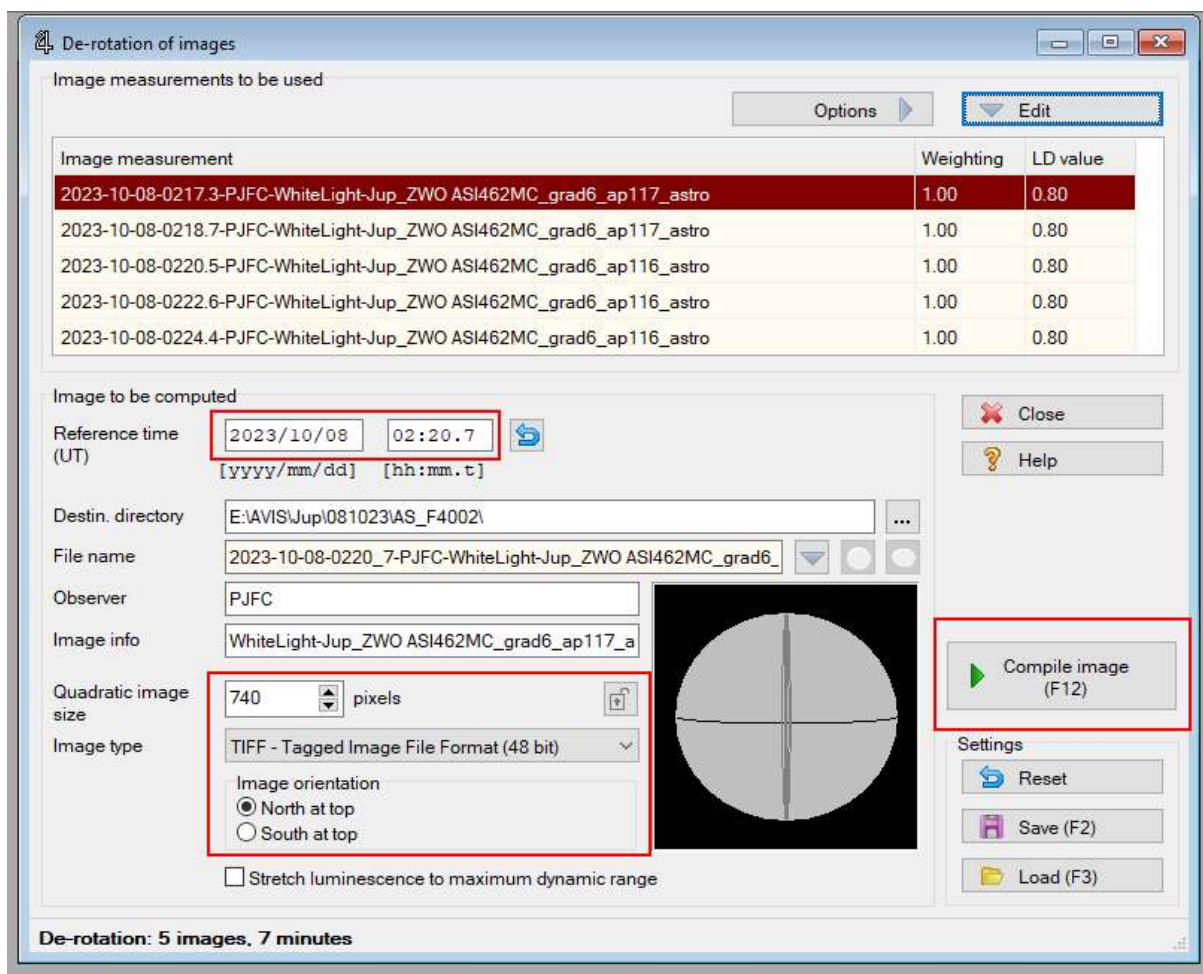 De-rotation of images
Image measurements to be used
Options
Edit
Image measurement Weighting LD value
2023-10-08-0217.3-PJFC-WhiteLight-Jup_ZWO ASI462MC_grad6_ap117_astro 1.00 0.80
2023-10-08-0218.7-PJFC-WhiteLight-Jup_ZWO ASI462MC_grad6_ap117_astro 1.00 0.80
2023-10-08-0220.5-PJFC-WhiteLight-Jup_ZWO ASI462MC_grad6_ap116_astro 1.00 0.80
2023-10-08-0222.6-PJFC-WhiteLight-Jup_ZWO ASI462MC_grad6_ap116_astro 1.00 0.80
2023-10-08-0224.4-PJFC-WhiteLight-Jup_ZWO ASI462MC_grad6_ap116_astro 1.00 0.80
Image to be computed
Reference time
(UT)
2023/10/08 02:20.7
[yyyy/mm/dd] [hh:mm.t]
Close
Help
Destin. directory E:\AVIS\Jup\081023\AS_F4002\ ...
File name 2023-10-08-0220_7-PJFC-WhiteLight-Jup_ZWO ASI462MC_grad6_
Observer PJFC
Image info WhiteLight-Jup_ZWO ASI462MC_grad6_ap117_a
Quadratic image
size
740 pixels
Image type TIFF - Tagged Image File Format (48 bit)
Image orientation
North at top
South at top
Stretch luminescence to maximum dynamic range
Compile image
(F12)
Settings
Reset
Save (F2)
Load (F3)
De-rotation: 5 images, 7 minutes